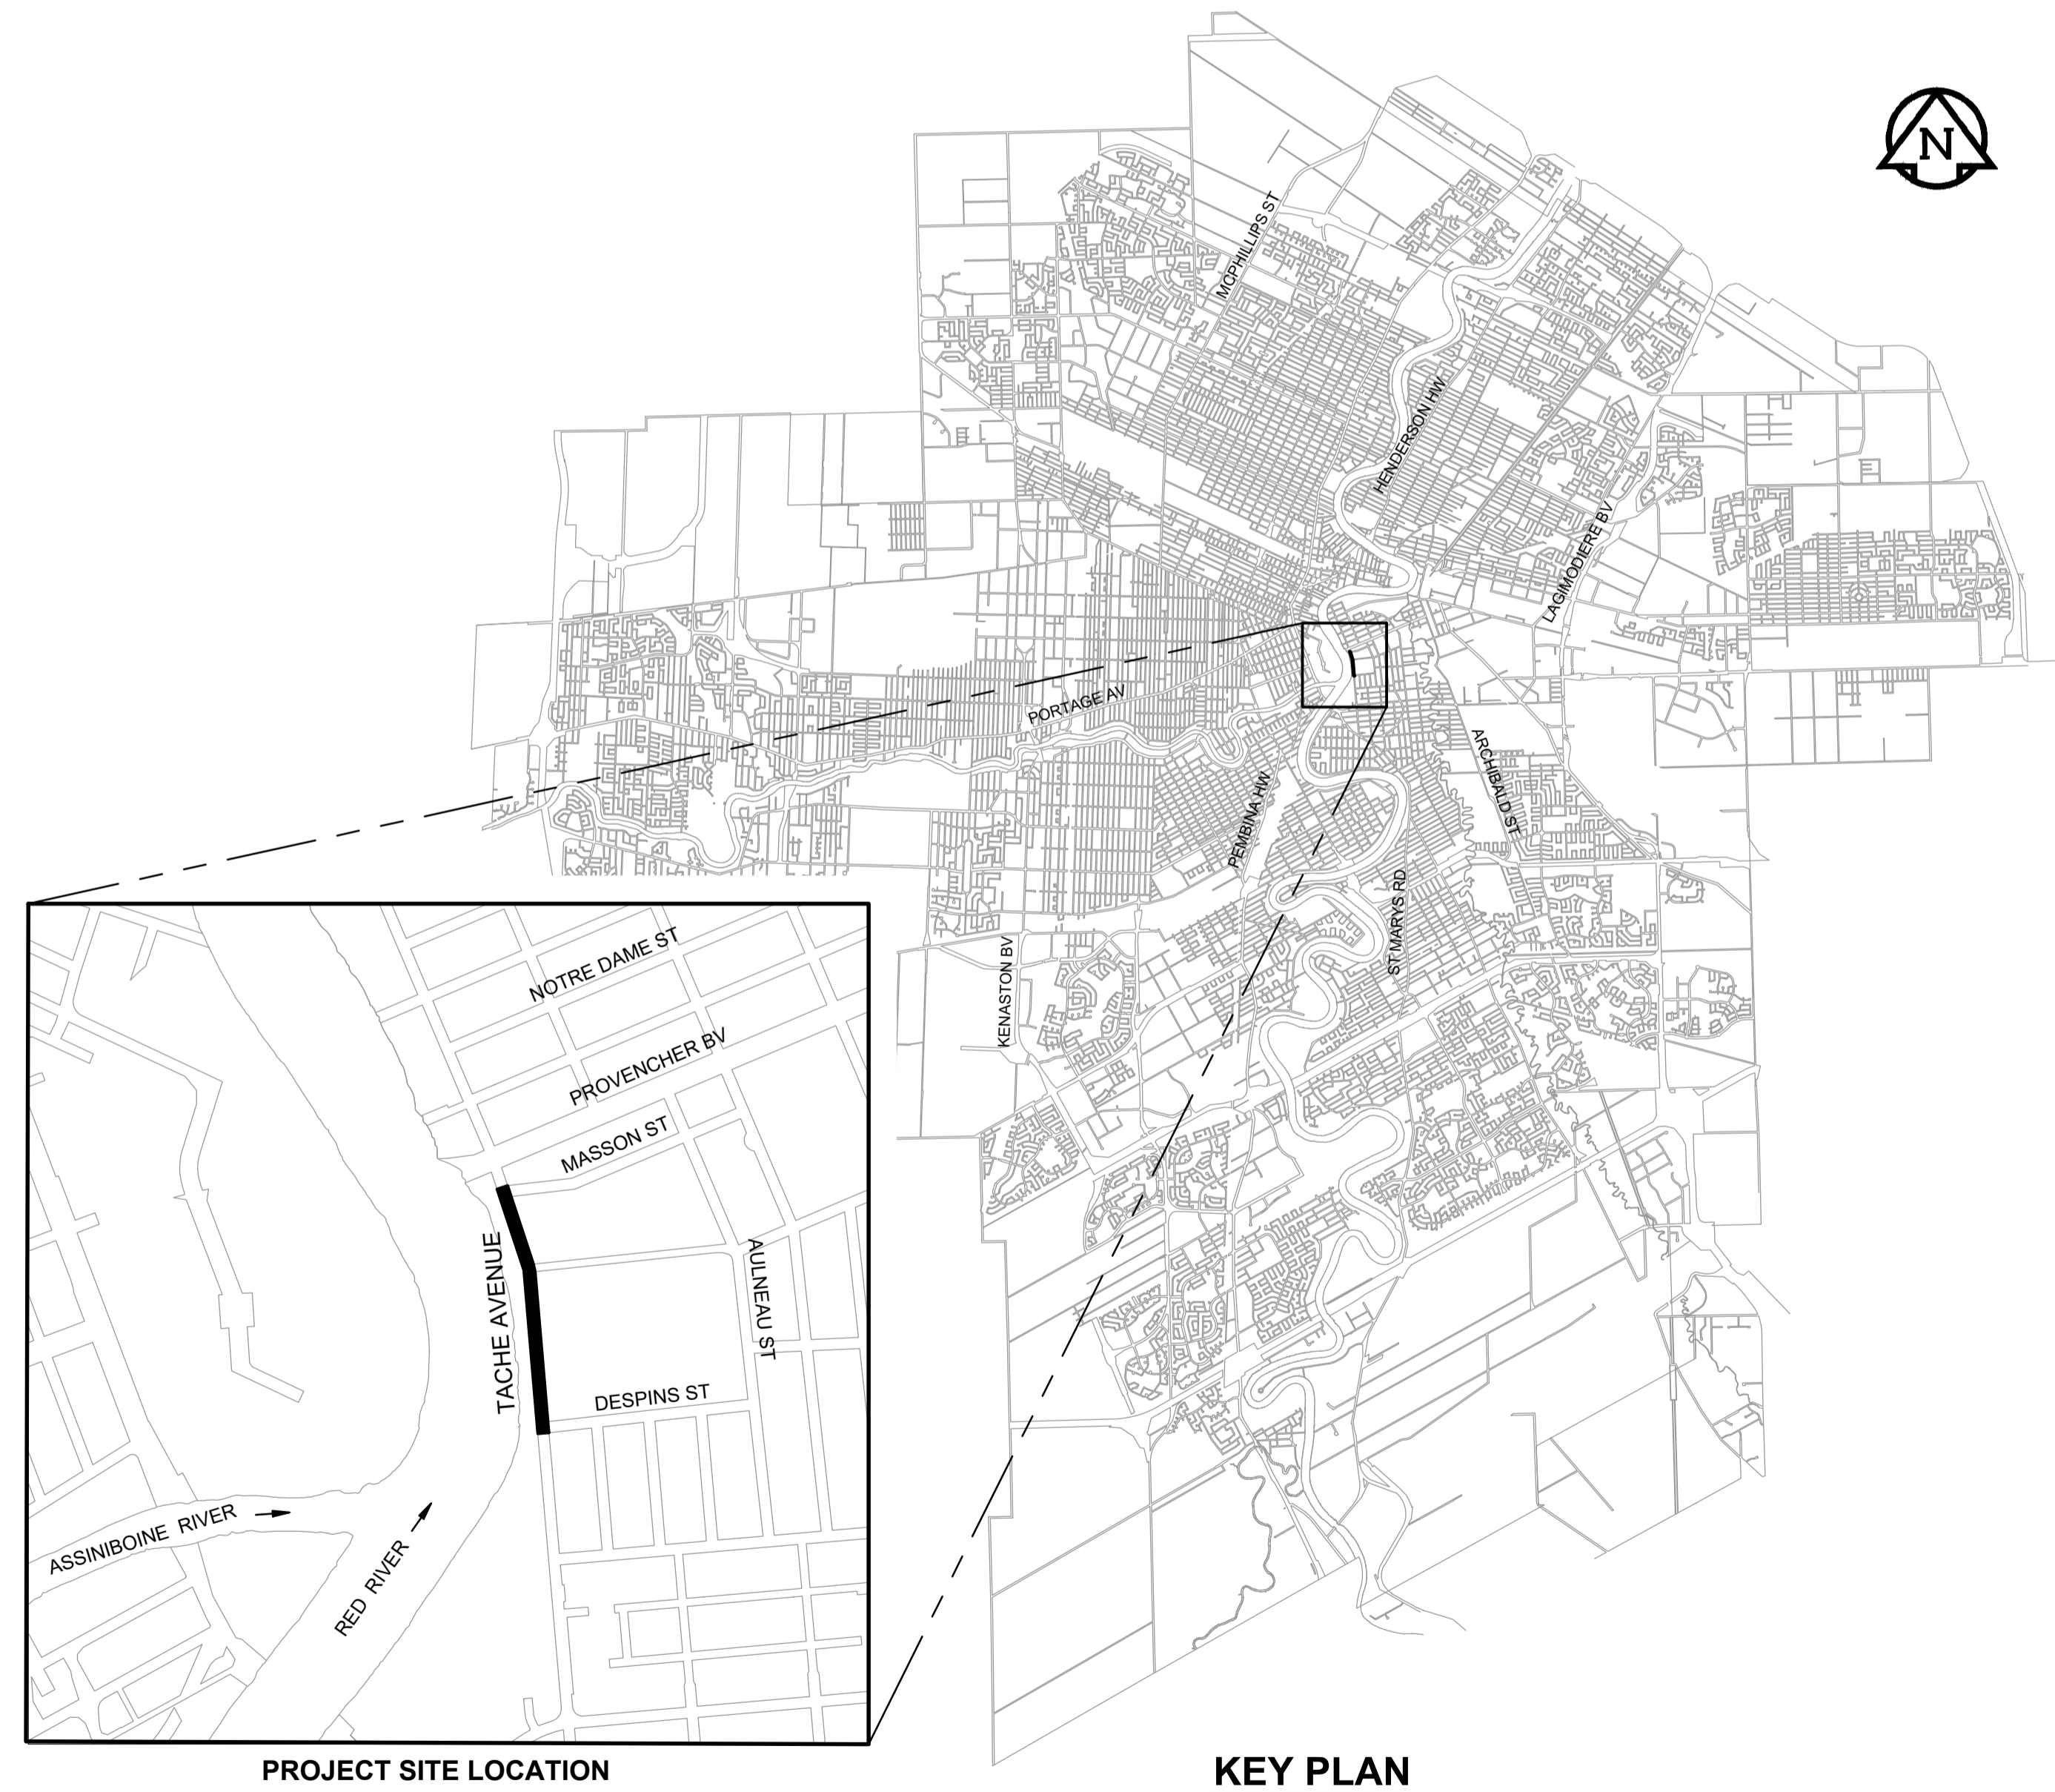 N
MCPHILLIPS ST
HENDERSON HW
LAGIMODIERE BV
PORTAGE AV
ARCHIBALD ST
PEMBINA HW
ST MARYS RD
KENASTON BV
NOTRE DAME ST
PROVENCHER BV
MASSON ST
TACHE AVENUE
AULNEAU ST
DESPINS ST
ASSINIBOINE RIVER
RED RIVER
PROJECT SITE LOCATION
KEY PLAN